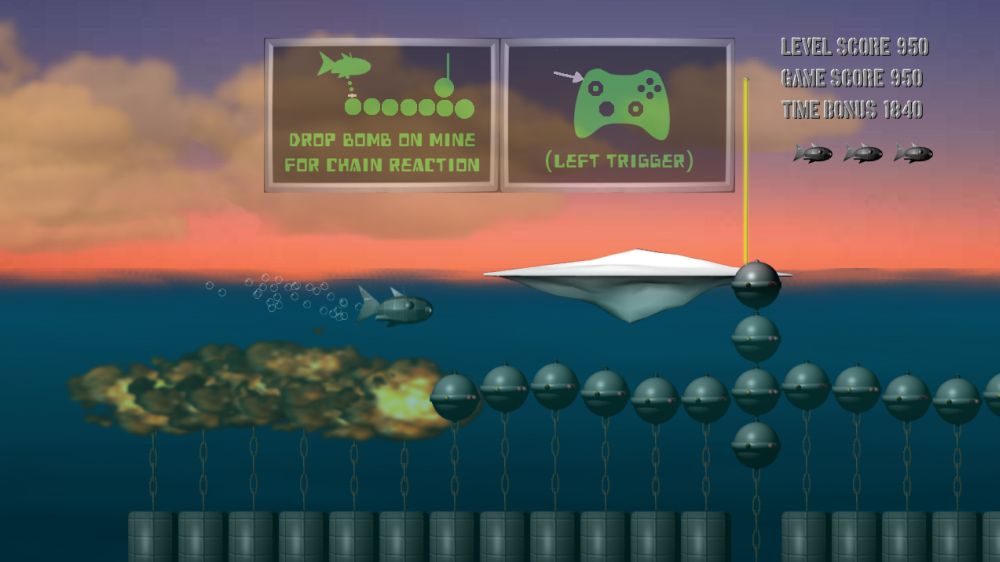 DROP BOMB ON MINE
FOR CHAIN REACTION
(LEFT TRIGGER)
LEVEL SCORE 950
GAME SCORE 950
TIME BONUS 1840